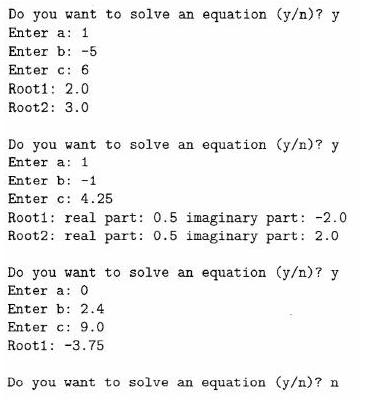 Do you want to solve an equation (y/n)? y
Enter a: 1
Enter b: -5
Enter c: 6
Root1: 2.0
Root2: 3.0
Do you want to solve an equation (y/n)? y
Enter a: 1
Enter b: -1
Enter c: 4.25
Root1: real part: 0.5 imaginary part: -2.0
Root2: real part: 0.5 imaginary part: 2.0
Do you want to solve an equation (y/n)? y
Enter a: 0
Enter b: 2.4
Enter c: 9.0
Root1: -3.75
Do you want to solve an equation (y/n)? n